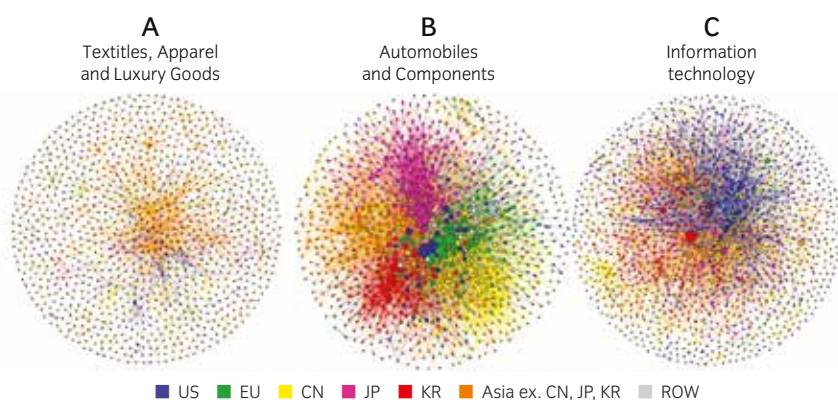 A
Textitles, Apparel
and Luxury Goods
B
Automobiles
and Components
C
Information
technology
US EU CN JP KR Asia ex. CN, JP, KR ROW